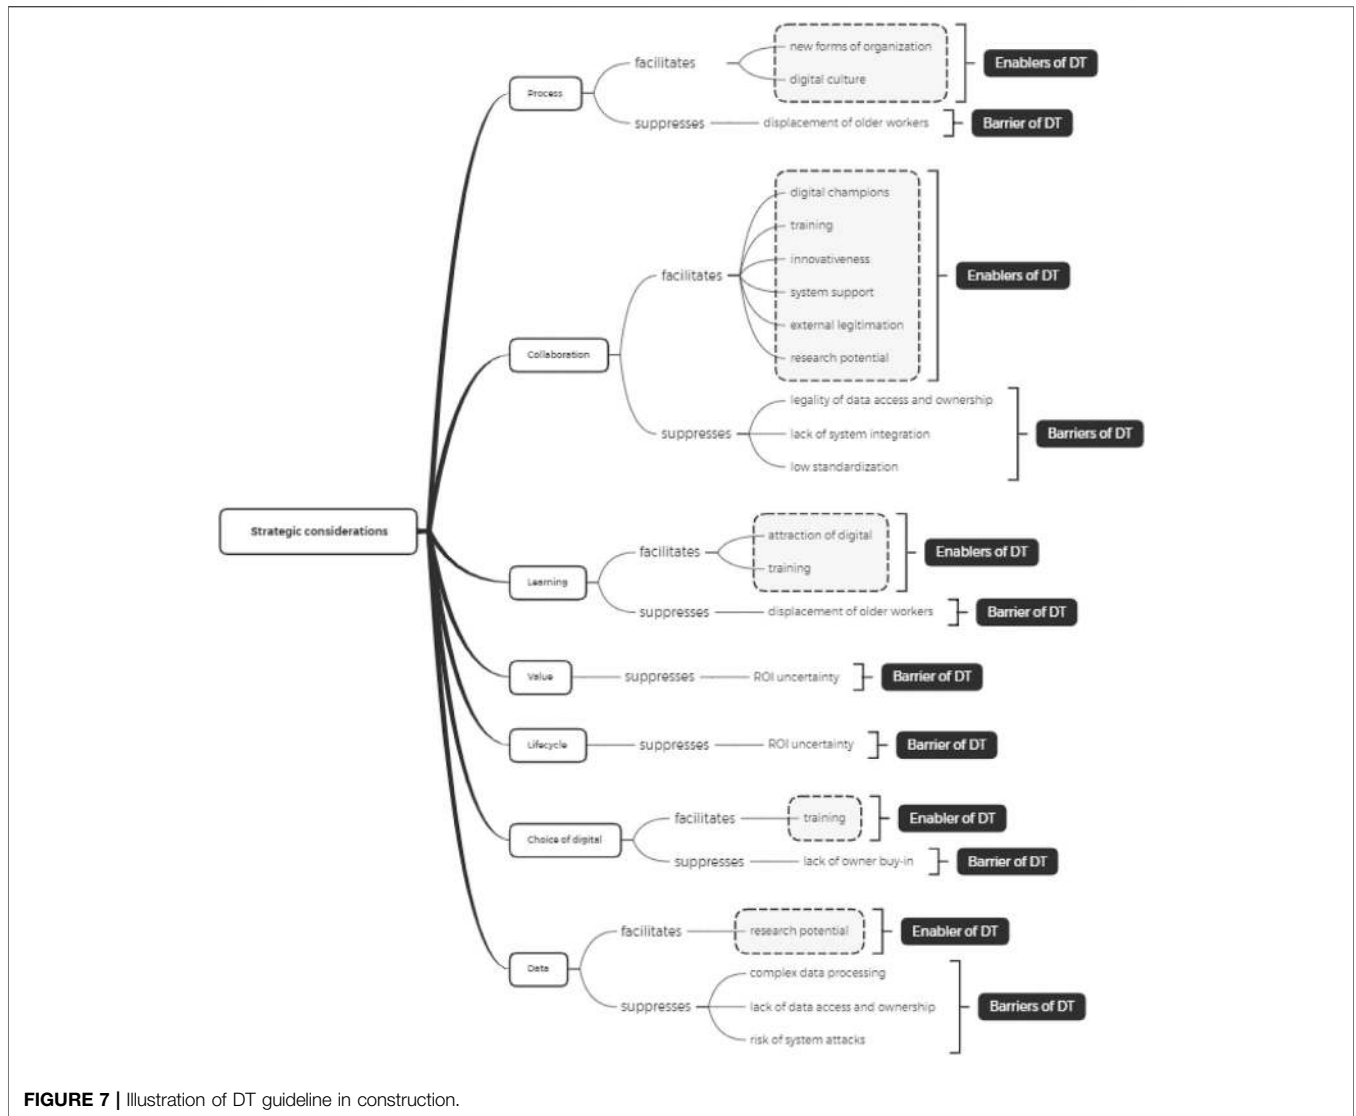 new forms of organization
facilitates
Enablers of DT
digital culture
Process
suppresses
displacement of older workers
Barrier of DT
digital champions
training
innovativeness
facilitates
Enablers of DT
system support
external legitimation
research potential
Collaboration
legality of data access and ownership
suppresses
lack of system integration
Barriers of DT
low standardization
Strategic considerations
attraction of digital
facilitates
Enablers of DT
training
Learning
suppresses
displacement of older workers
Barrier of DT
Value
suppresses
ROI uncertainty
Barrier of DT
Lifecycle
suppresses
ROI uncertainty
Barrier of DT
facilitates
training
Enabler of DT
Choice of digital
suppresses
lack of owner buy-in
Barrier of DT
facilitates
research potential
Enabler of DT
Data
complex data processing
suppresses
lack of data access and ownership
Barriers of DT
risk of system attacks
FIGURE 7 | Illustration of DT guideline in construction.